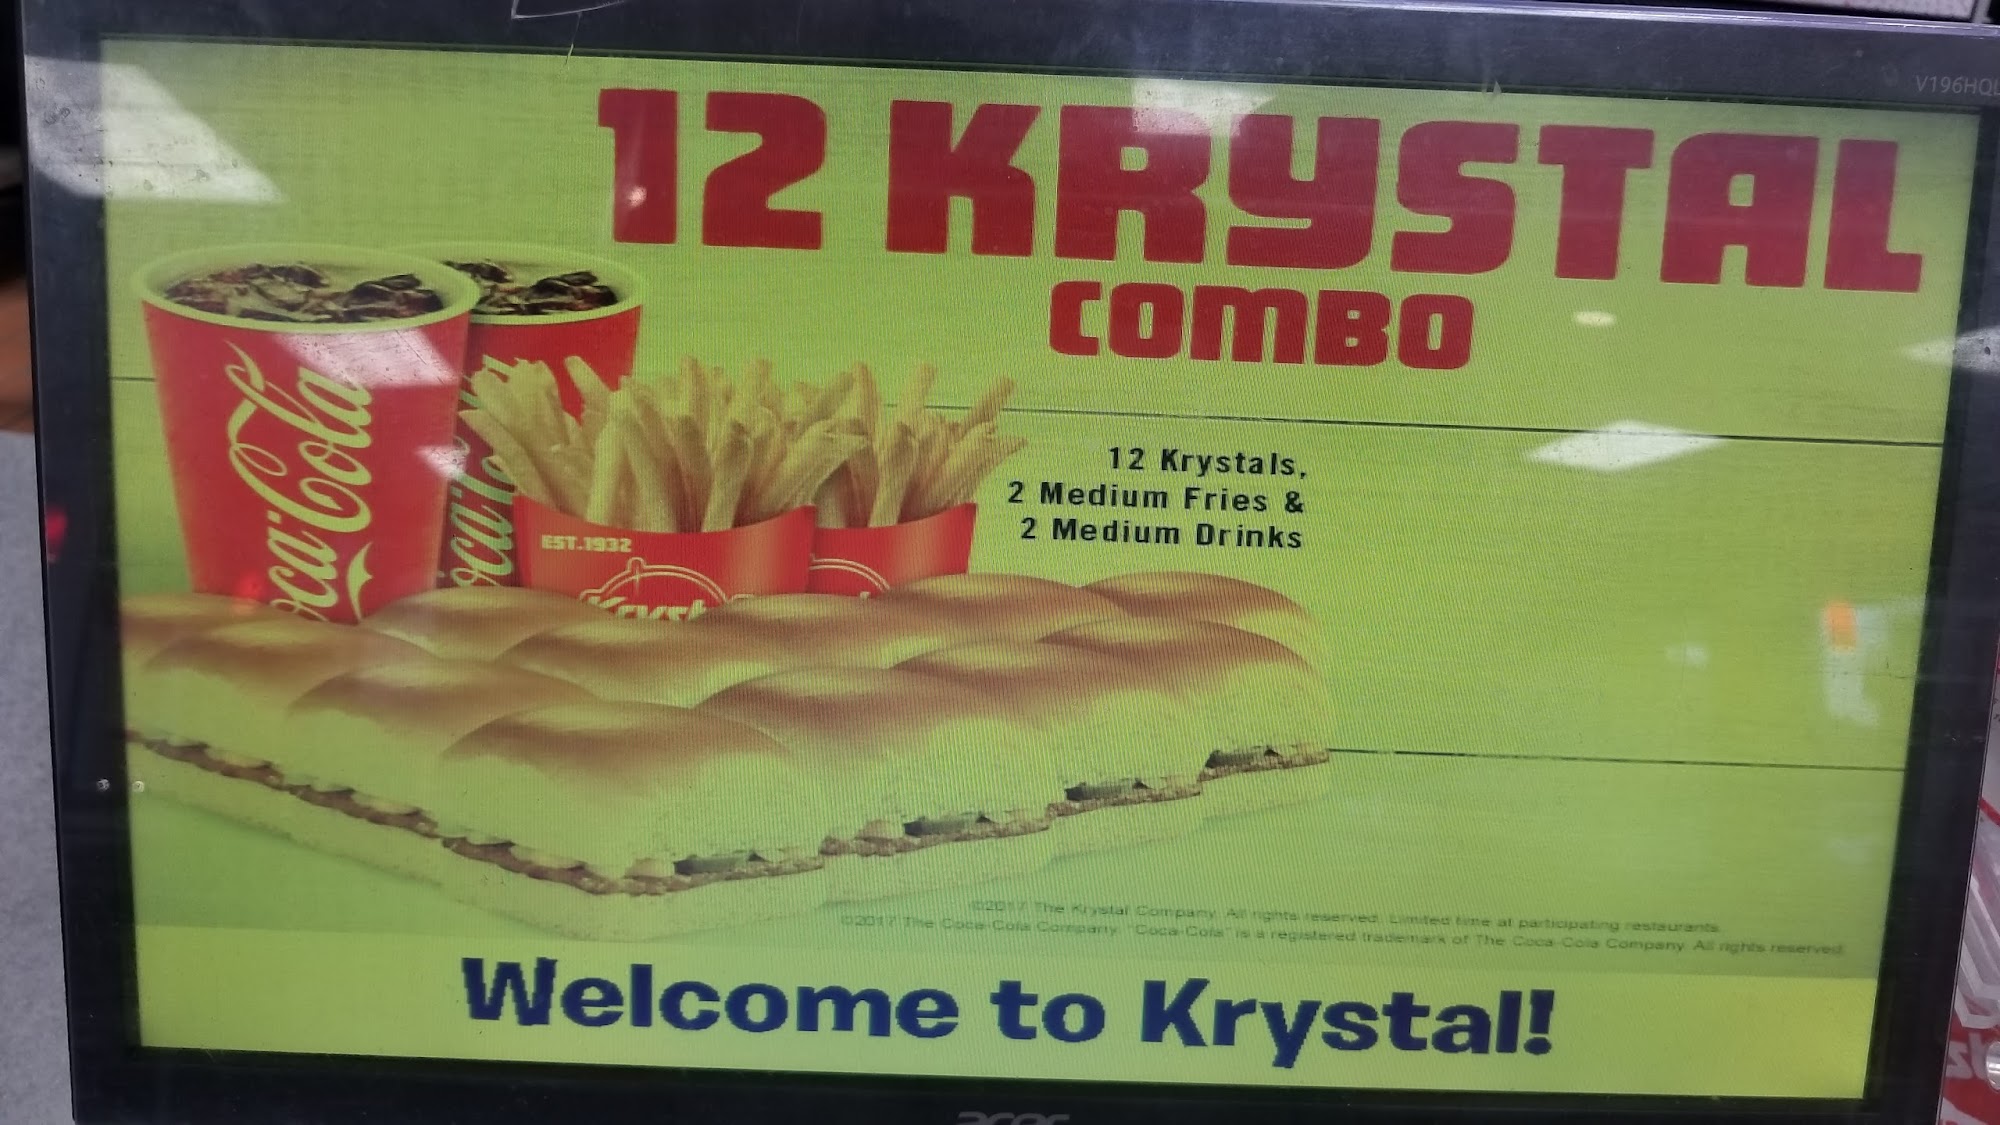 V196HQL
12 KRYSTAL
COMBO
12 Krystals,
2 Medium Fries &
2 Medium Drinks
Coca-Cola
EST.1932
©2017 The Krystal Company. All rights reserved. Limited time at participating restaurants.
©2017 The Coca-Cola Company. "Coca-Cola" is a registered trademark of The Coca-Cola Company. All rights reserved.
Welcome to Krystal!
acer